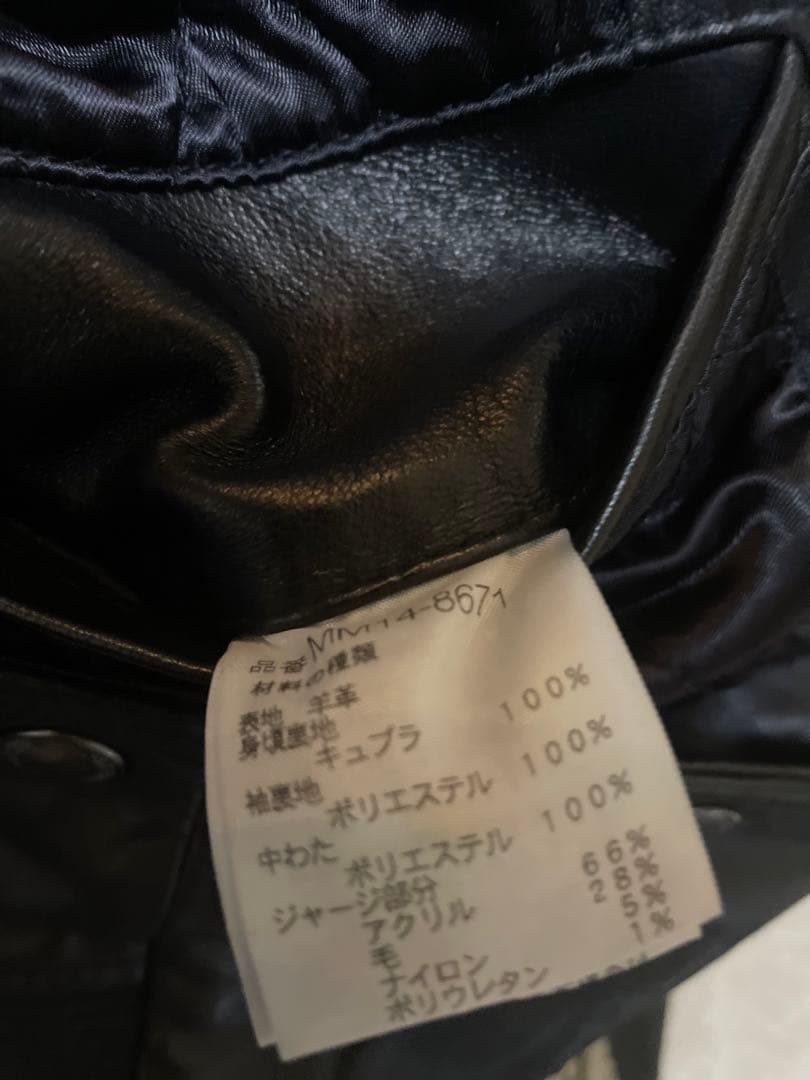 品番 MM14-8671
材料の種類
表地 羊革
身頃裏地
キュプラ 100%
袖裏地
ポリエステル 100%
中わた
ポリエステル 100%
ジャージ部分
アクリル 66%
毛 28%
ナイロン 5%
ポリウレタン 1%